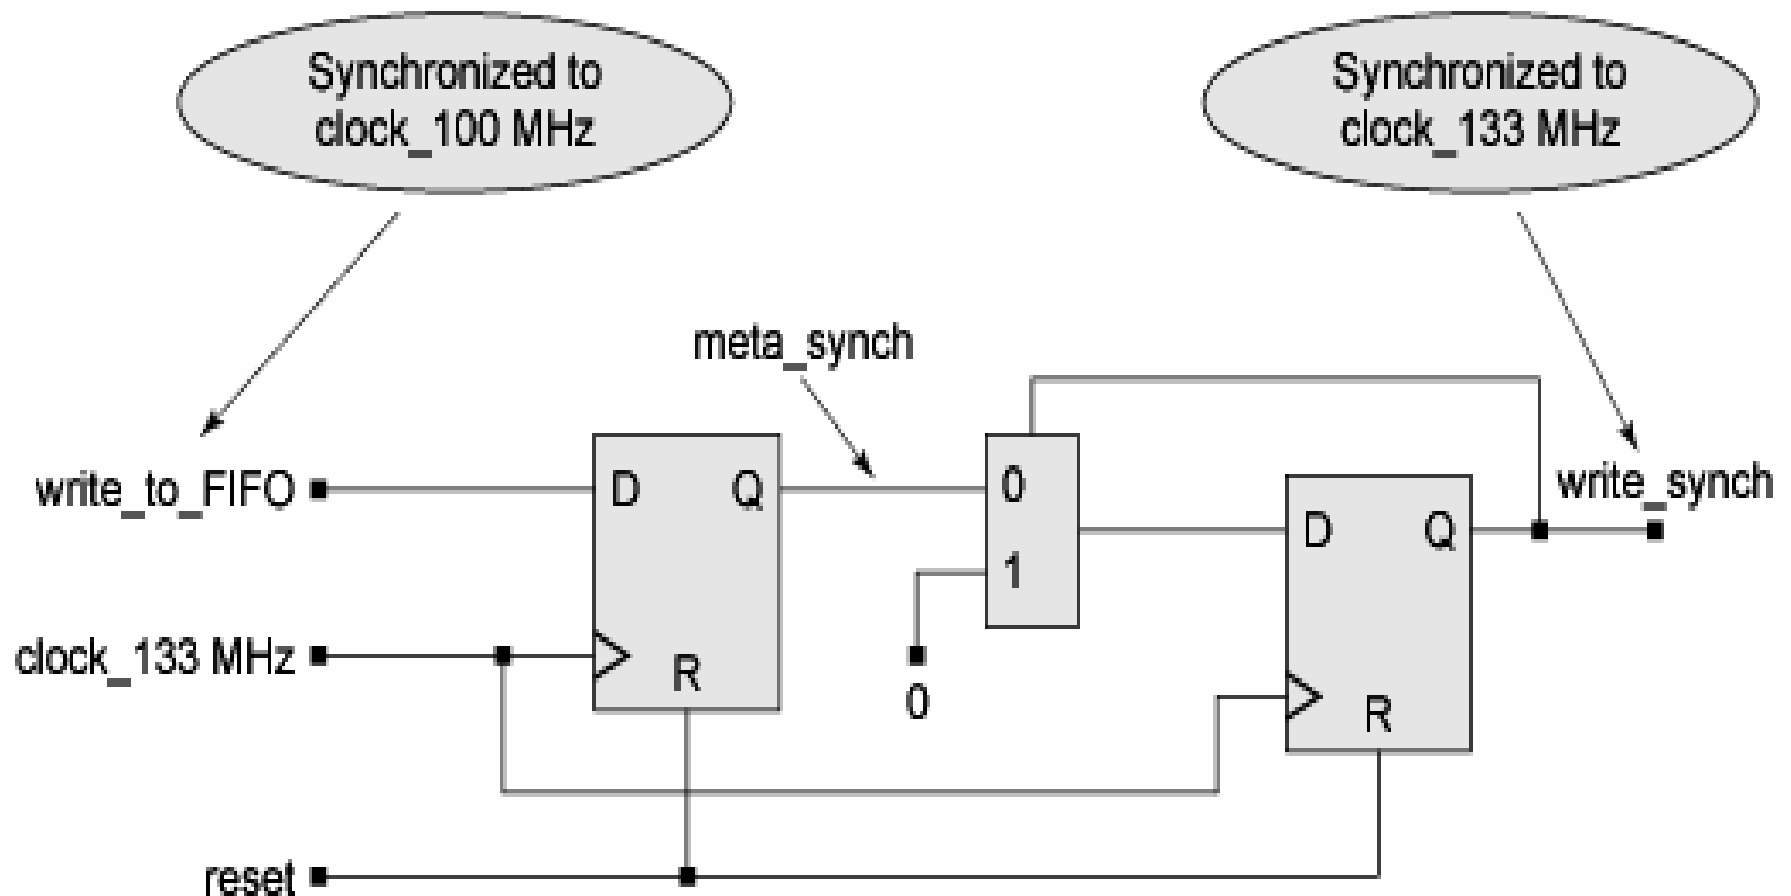 Synchronized to
clock_100 MHz
Synchronized to
clock_133 MHz
meta_synch
write_to_FIFO
D Q
0
1
D Q
write_synch
clock_133 MHz
R
0
R
reset